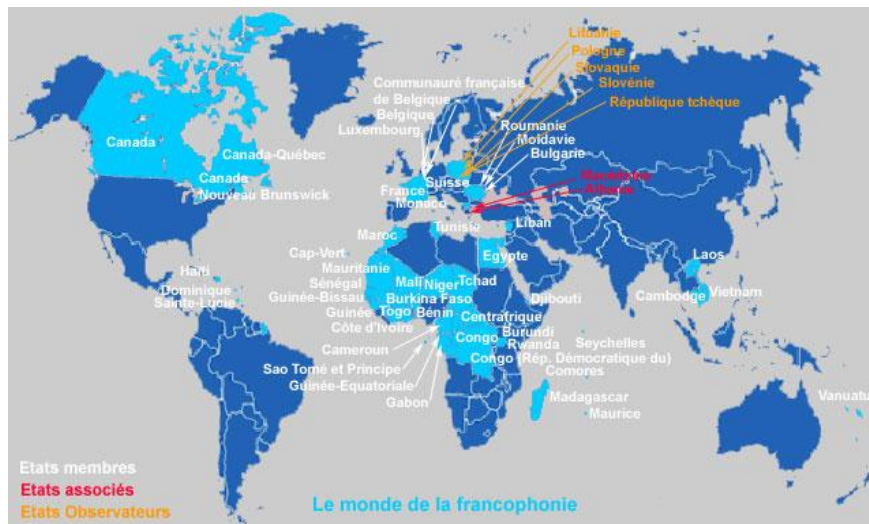 Lituanie
Pologne
Slovaquie
Slovénie
République tchèque
Communauré française
de Belgique
Belgique
Luxembourg
Roumanie
Moldavie
Bulgarie
Canada
Canada-Québec
Canada
Nouveau Brunswick
France
Suisse
Monaco
Macédoine
Albanie
Maroc
Tunisie
Liban
Cap-Vert
Egypte
Laos
Haïti
Mauritanie
Mali
Niger
Tchad
Dominique
Sénégal
Sainte-Lucie
Guinée-Bissau
Burkina Faso
Djibouti
Cambodge
Vietnam
Guinée
Togo
Bénin
Centrafrique
Côte d'Ivoire
Congo
Burundi
Seychelles
Cameroun
Rwanda
Congo (Rép. Démocratique du)
Sao Tomé et Principe
Comores
Guinée-Equatoriale
Gabon
Madagascar
Maurice
Vanuatu
Etats membres
Etats associés
Etats Observateurs
Le monde de la francophonie